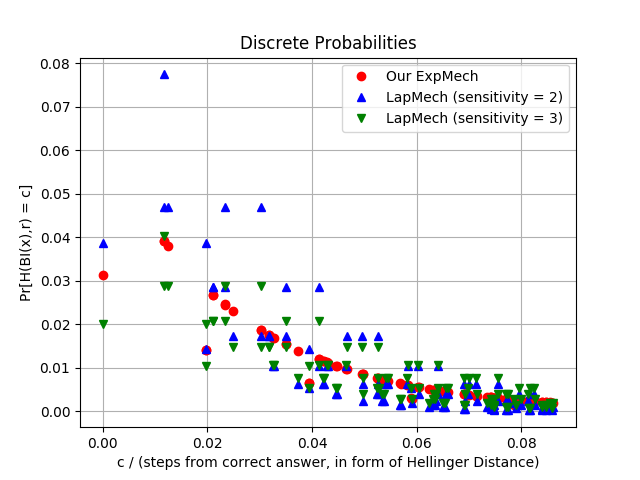 Discrete Probabilities
Our ExpMech
LapMech (sensitivity = 2)
LapMech (sensitivity = 3)
Pr[H(BI(x),r) = c]
0.08
0.07
0.06
0.05
0.04
0.03
0.02
0.01
0.00
0.00 0.02 0.04 0.06 0.08
c / (steps from correct answer, in form of Hellinger Distance)